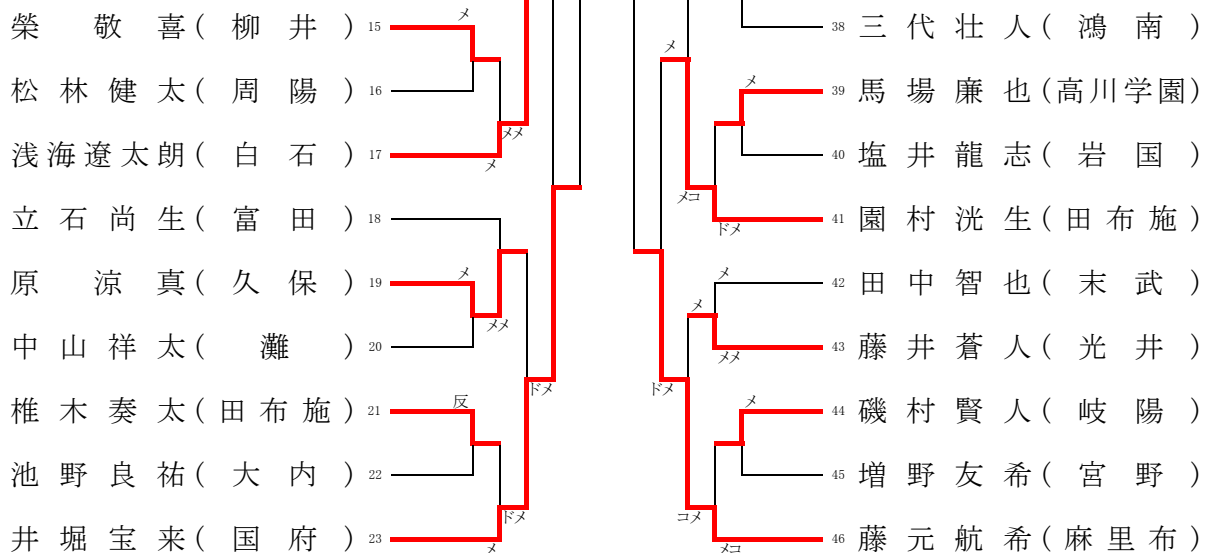 榮敬喜(柳井) 15 メ
松林健太(周陽) 16
メメ
浅海遼太朗(白石) 17 メ
立石尚生(富田) 18
原涼真(久保) 19 メ
メメ
中山祥太(灘) 20
ドメ
椎木奏太(田布施) 21 反
池野良祐(大内) 22
ドメ
井堀宝来(国府) 23 メ
38 三代壮人(鴻南)
メ
メ 39 馬場廉也(高川学園)
40 塩井龍志(岩国)
メコ
ドメ 41 園村洸生(田布施)
メ 42 田中智也(末武)
メ
メメ 43 藤井蒼人(光井)
ドメ
メ 44 磯村賢人(岐陽)
45 増野友希(宮野)
コメ
メコ 46 藤元航希(麻里布)